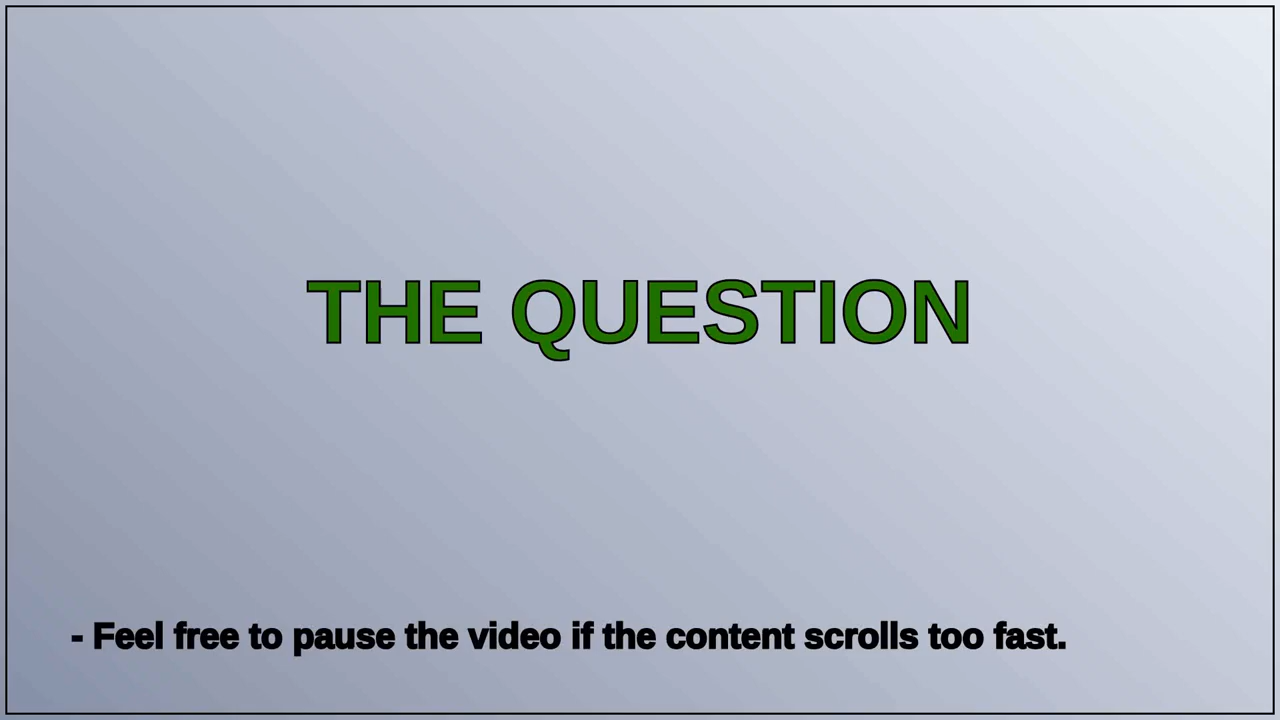 THE QUESTION
- Feel free to pause the video if the content scrolls too fast.